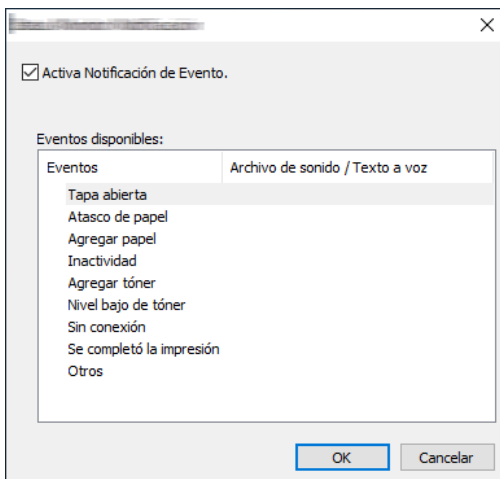 Activa Notificación de Evento.
Eventos disponibles:
Eventos Archivo de sonido / Texto a voz
Tapa abierta
Atasco de papel
Agregar papel
Inactividad
Agregar tóner
Nivel bajo de tóner
Sin conexión
Se completó la impresión
Otros
OK Cancelar